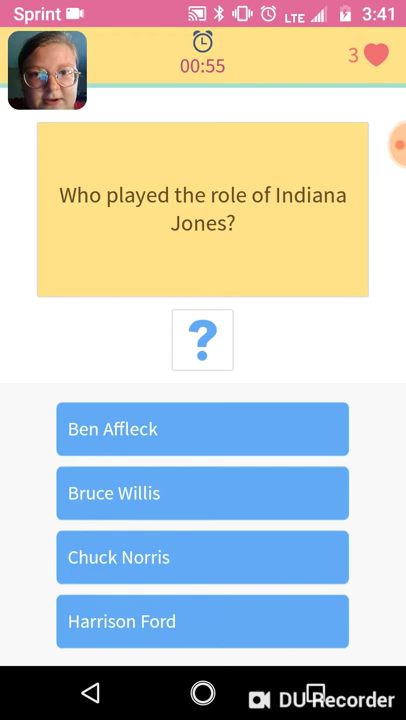 Sprint LTE 3:41
00:55
3
Who played the role of Indiana
Jones?
?
Ben Affleck
Bruce Willis
Chuck Norris
Harrison Ford
DU Recorder